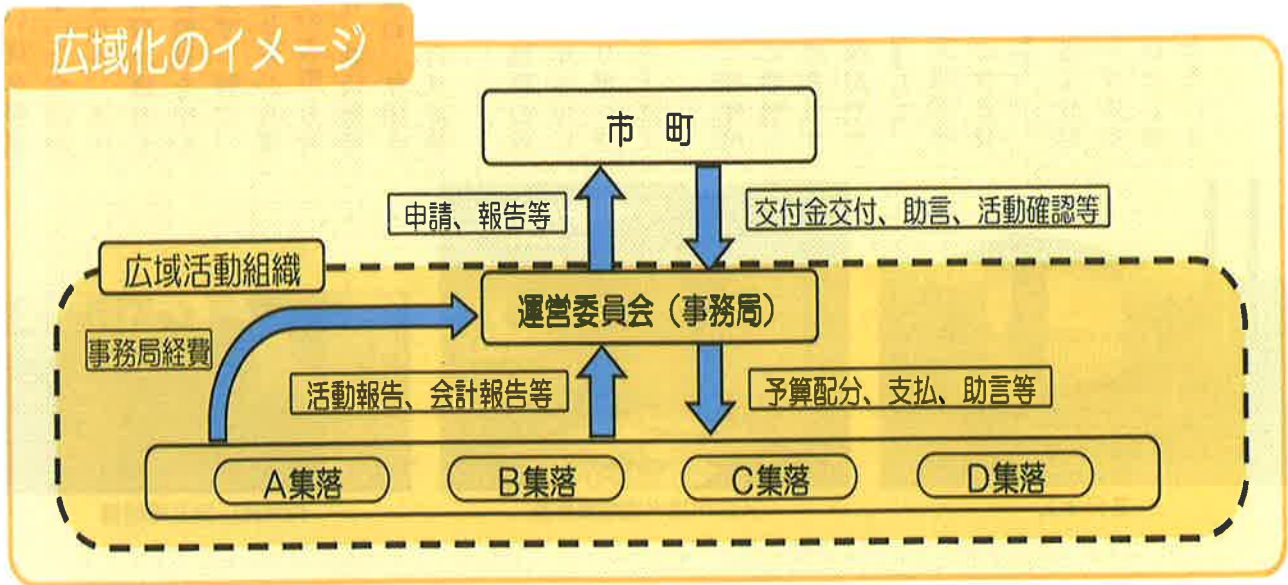 広域化のイメージ
市 町
申請、報告等
交付金交付、助言、活動確認等
広域活動組織
運営委員会（事務局）
事務局経費
活動報告、会計報告等
予算配分、支払、助言等
A集落
B集落
C集落
D集落